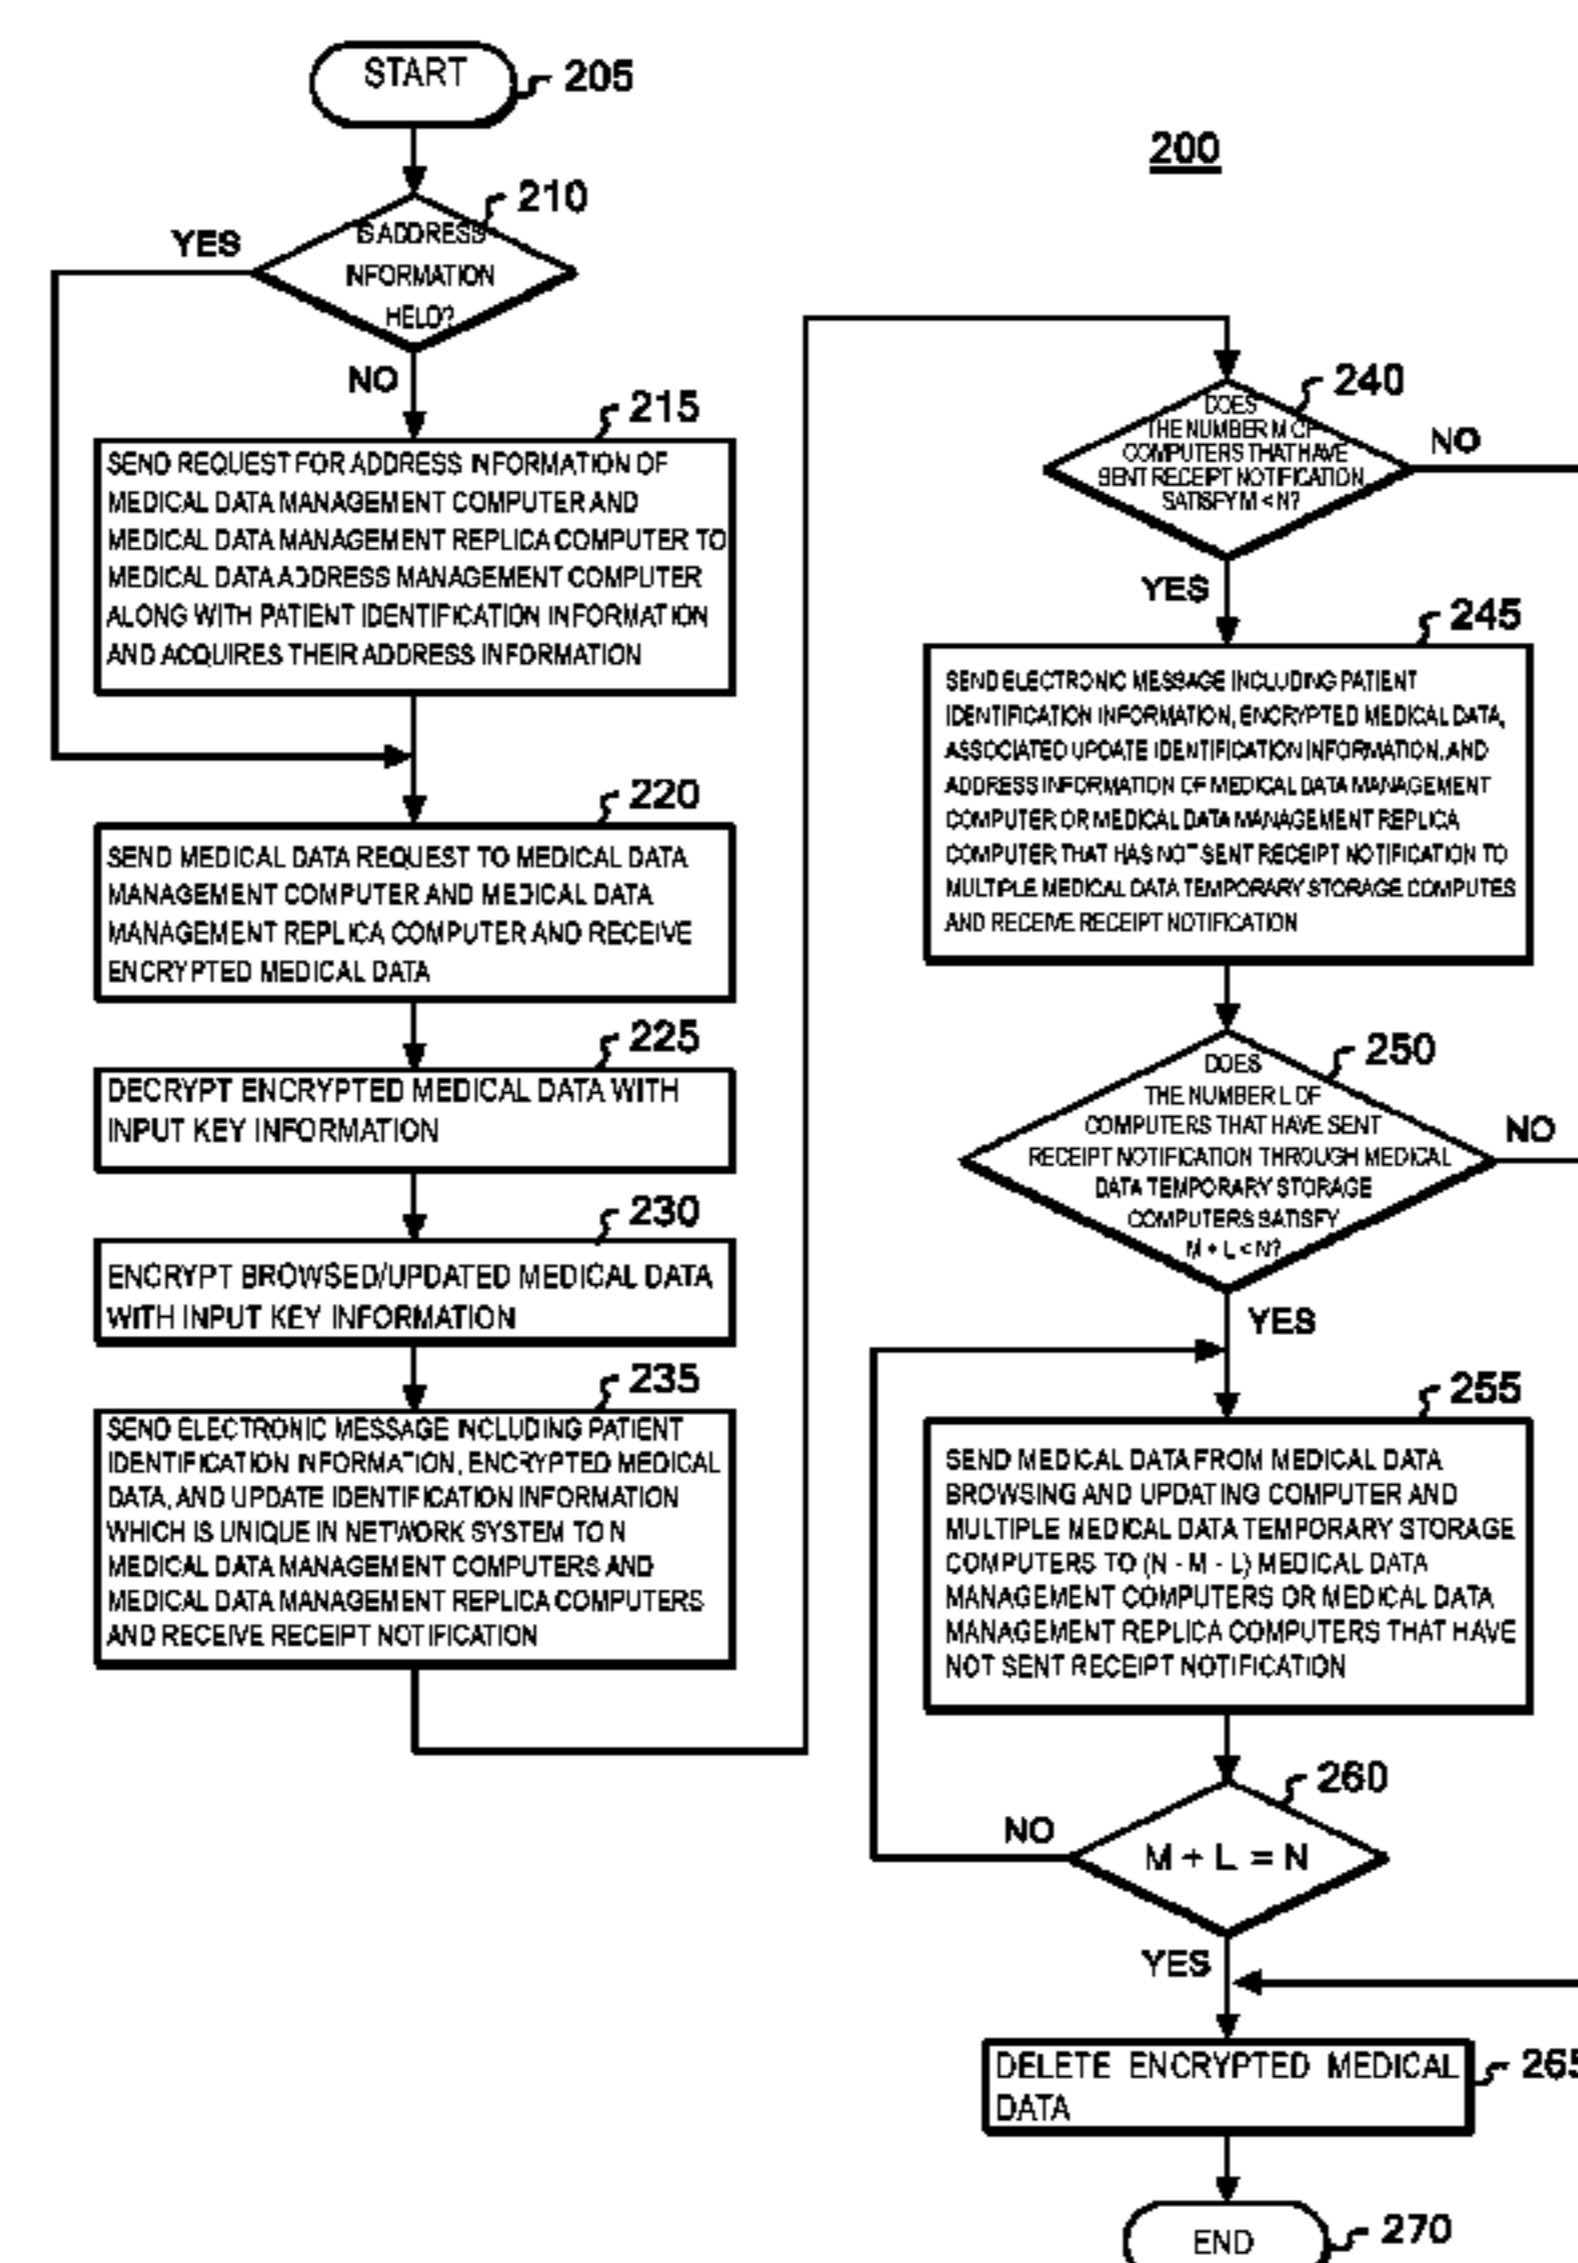 START
205
200
210
YES
IS ADDRESS
INFORMATION
HELD?
NO
215
SEND REQUEST FOR ADDRESS INFORMATION OF
MEDICAL DATA MANAGEMENT COMPUTER AND
MEDICAL DATA MANAGEMENT REPLICA COMPUTER TO
MEDICAL DATA ADDRESS MANAGEMENT COMPUTER
ALONG WITH PATIENT IDENTIFICATION INFORMATION
AND ACQUIRES THEIR ADDRESS INFORMATION
220
SEND MEDICAL DATA REQUEST TO MEDICAL DATA
MANAGEMENT COMPUTER AND MEDICAL DATA
MANAGEMENT REPLICA COMPUTER AND RECEIVE
ENCRYPTED MEDICAL DATA
225
DECRYPT ENCRYPTED MEDICAL DATA WITH
INPUT KEY INFORMATION
230
ENCRYPT BROWSED/UPDATED MEDICAL DATA
WITH INPUT KEY INFORMATION
235
SEND ELECTRONIC MESSAGE INCLUDING PATIENT
IDENTIFICATION INFORMATION, ENCRYPTED MEDICAL
DATA, AND UPDATE IDENTIFICATION INFORMATION
WHICH IS UNIQUE IN NETWORK SYSTEM TO N
MEDICAL DATA MANAGEMENT COMPUTERS AND
MEDICAL DATA MANAGEMENT REPLICA COMPUTERS
AND RECEIVE RECEIPT NOTIFICATION
240
DOES
THE NUMBER M OF
COMPUTERS THAT HAVE
SENT RECEIPT NOTIFICATION
SATISFY M < N?
NO
YES
245
SEND ELECTRONIC MESSAGE INCLUDING PATIENT
IDENTIFICATION INFORMATION, ENCRYPTED MEDICAL DATA,
ASSOCIATED UPDATE IDENTIFICATION INFORMATION, AND
ADDRESS INFORMATION OF MEDICAL DATA MANAGEMENT
COMPUTER OR MEDICAL DATA MANAGEMENT REPLICA
COMPUTER THAT HAS NOT SENT RECEIPT NOTIFICATION TO
MULTIPLE MEDICAL DATA TEMPORARY STORAGE COMPUTES
AND RECEIVE RECEIPT NOTIFICATION
250
DOES
THE NUMBER L OF
COMPUTERS THAT HAVE SENT
RECEIPT NOTIFICATION THROUGH MEDICAL
DATA TEMPORARY STORAGE
COMPUTERS SATISFY
M + L < N?
NO
YES
255
SEND MEDICAL DATA FROM MEDICAL DATA
BROWSING AND UPDATING COMPUTER AND
MULTIPLE MEDICAL DATA TEMPORARY STORAGE
COMPUTERS TO (N - M - L) MEDICAL DATA
MANAGEMENT COMPUTERS OR MEDICAL DATA
MANAGEMENT REPLICA COMPUTERS THAT HAVE
NOT SENT RECEIPT NOTIFICATION
260
NO
M + L = N
YES
DELETE ENCRYPTED MEDICAL
DATA
265
END
270